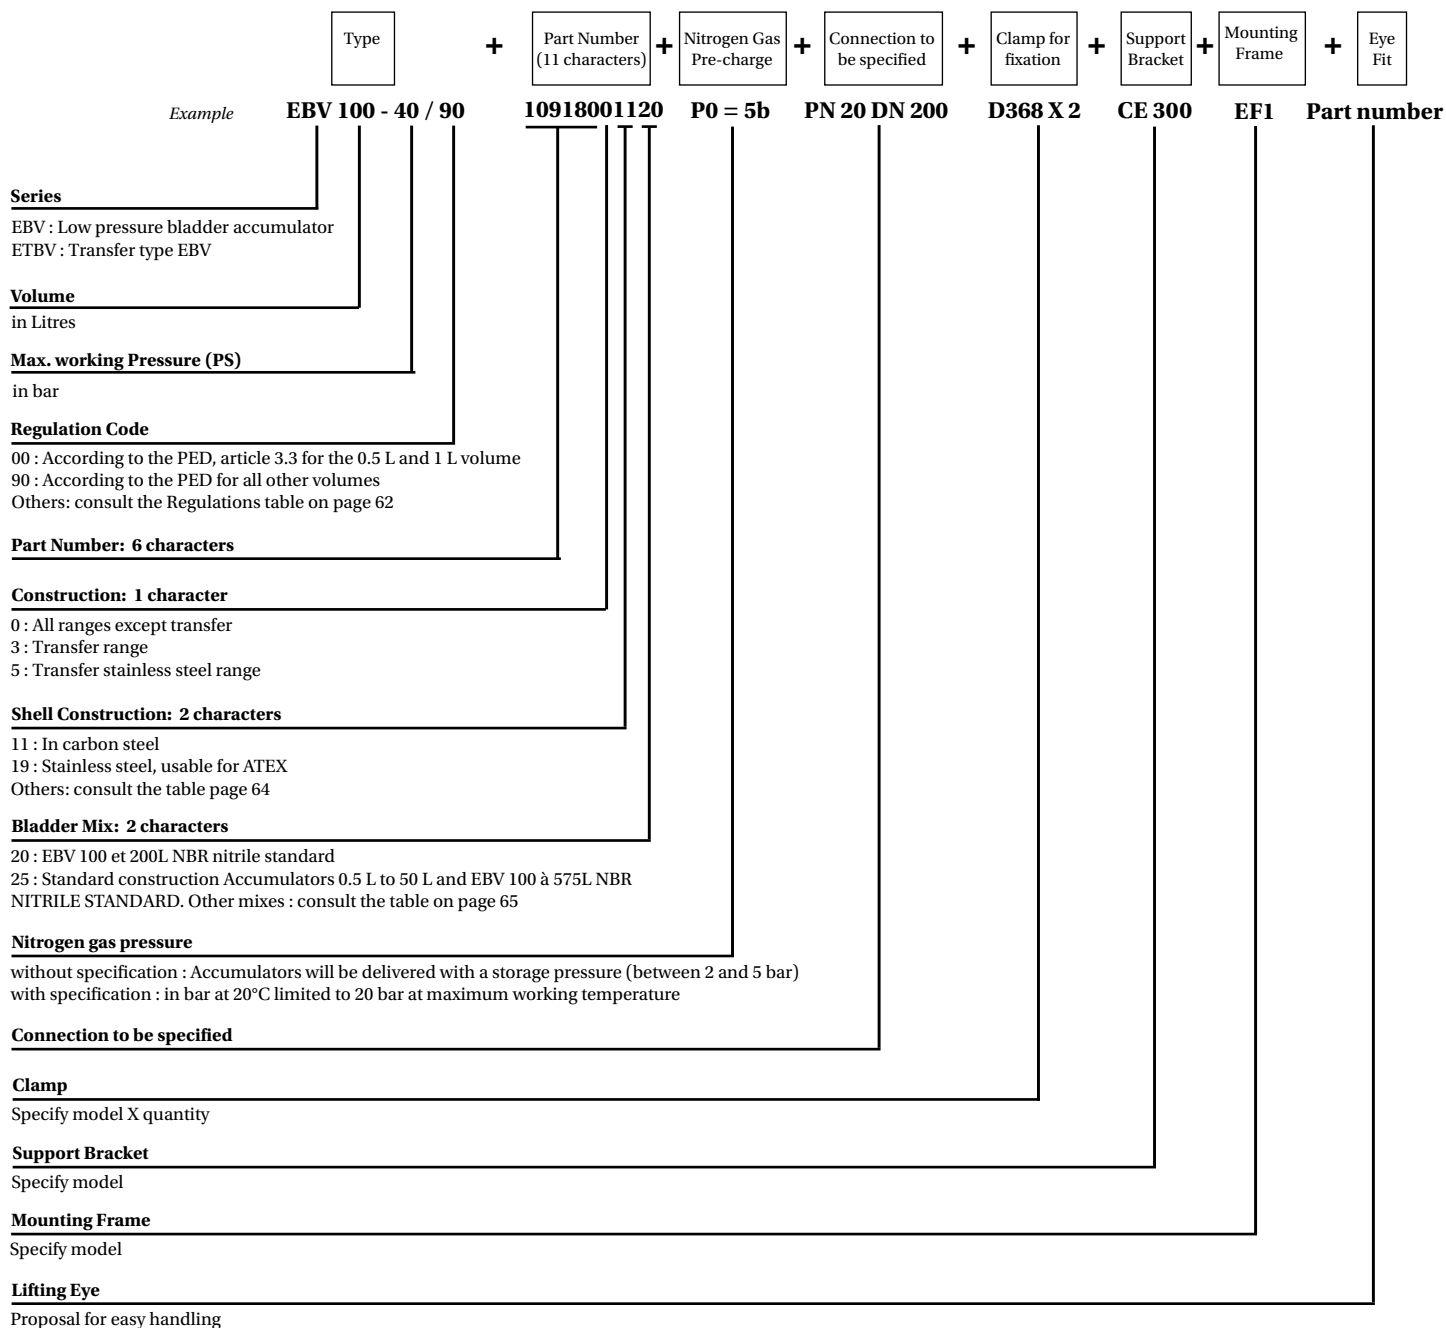 Type
+
Part Number
(11 characters)
+
Nitrogen Gas
Pre-charge
+
Connection to
be specified
+
Clamp for
fixation
+
Support
Bracket
+
Mounting
Frame
+
Eye
Fit
Example
EBV 100 - 40 / 90
10918001120
P0 = 5b
PN 20 DN 200
D368 X 2
CE 300
EF1
Part number
Series
EBV : Low pressure bladder accumulator
ETBV : Transfer type EBV
Volume
in Litres
Max. working Pressure (PS)
in bar
Regulation Code
00 : According to the PED, article 3.3 for the 0.5 L and 1 L volume
90 : According to the PED for all other volumes
Others: consult the Regulations table on page 62
Part Number: 6 characters
Construction: 1 character
0 : All ranges except transfer
3 : Transfer range
5 : Transfer stainless steel range
Shell Construction: 2 characters
11 : In carbon steel
19 : Stainless steel, usable for ATEX
Others: consult the table page 64
Bladder Mix: 2 characters
20 : EBV 100 et 200L NBR nitrile standard
25 : Standard construction Accumulators 0.5 L to 50 L and EBV 100 à 575L NBR
NITRILE STANDARD. Other mixes : consult the table on page 65
Nitrogen gas pressure
without specification : Accumulators will be delivered with a storage pressure (between 2 and 5 bar)
with specification : in bar at 20°C limited to 20 bar at maximum working temperature
Connection to be specified
Clamp
Specify model X quantity
Support Bracket
Specify model
Mounting Frame
Specify model
Lifting Eye
Proposal for easy handling